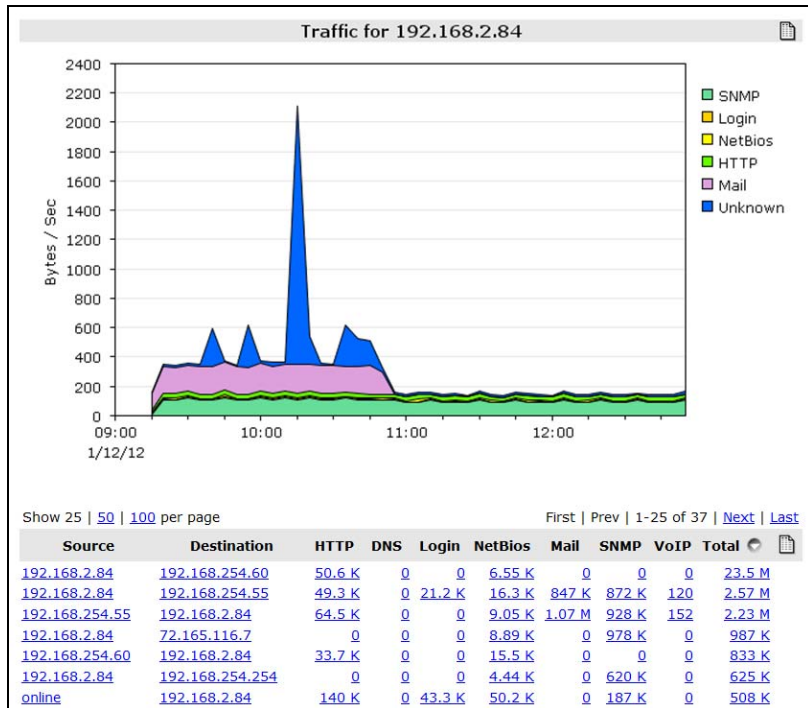 Traffic for 192.168.2.84
2400
2200
2000
1800
1600
1400
1200
1000
800
600
400
200
0
Bytes / Sec
09:00
10:00
11:00
12:00
1/12/12
SNMP
Login
NetBios
HTTP
Mail
Unknown
Show 25 | 50 | 100 per page First | Prev | 1-25 of 37 | Next | Last
Source Destination HTTP DNS Login NetBios Mail SNMP VoIP Total
192.168.2.84 192.168.254.60 50.6 K 0 0 6.55 K 0 0 0 23.5 M
192.168.2.84 192.168.254.55 49.3 K 0 21.2 K 16.3 K 847 K 872 K 120 2.57 M
192.168.254.55 192.168.2.84 64.5 K 0 0 9.05 K 1.07 M 928 K 152 2.23 M
192.168.2.84 72.165.116.7 0 0 0 8.89 K 0 978 K 0 987 K
192.168.254.60 192.168.2.84 33.7 K 0 0 15.5 K 0 0 0 833 K
192.168.2.84 192.168.254.254 0 0 0 4.44 K 0 620 K 0 625 K
online 192.168.2.84 140 K 0 43.3 K 50.2 K 0 187 K 0 508 K